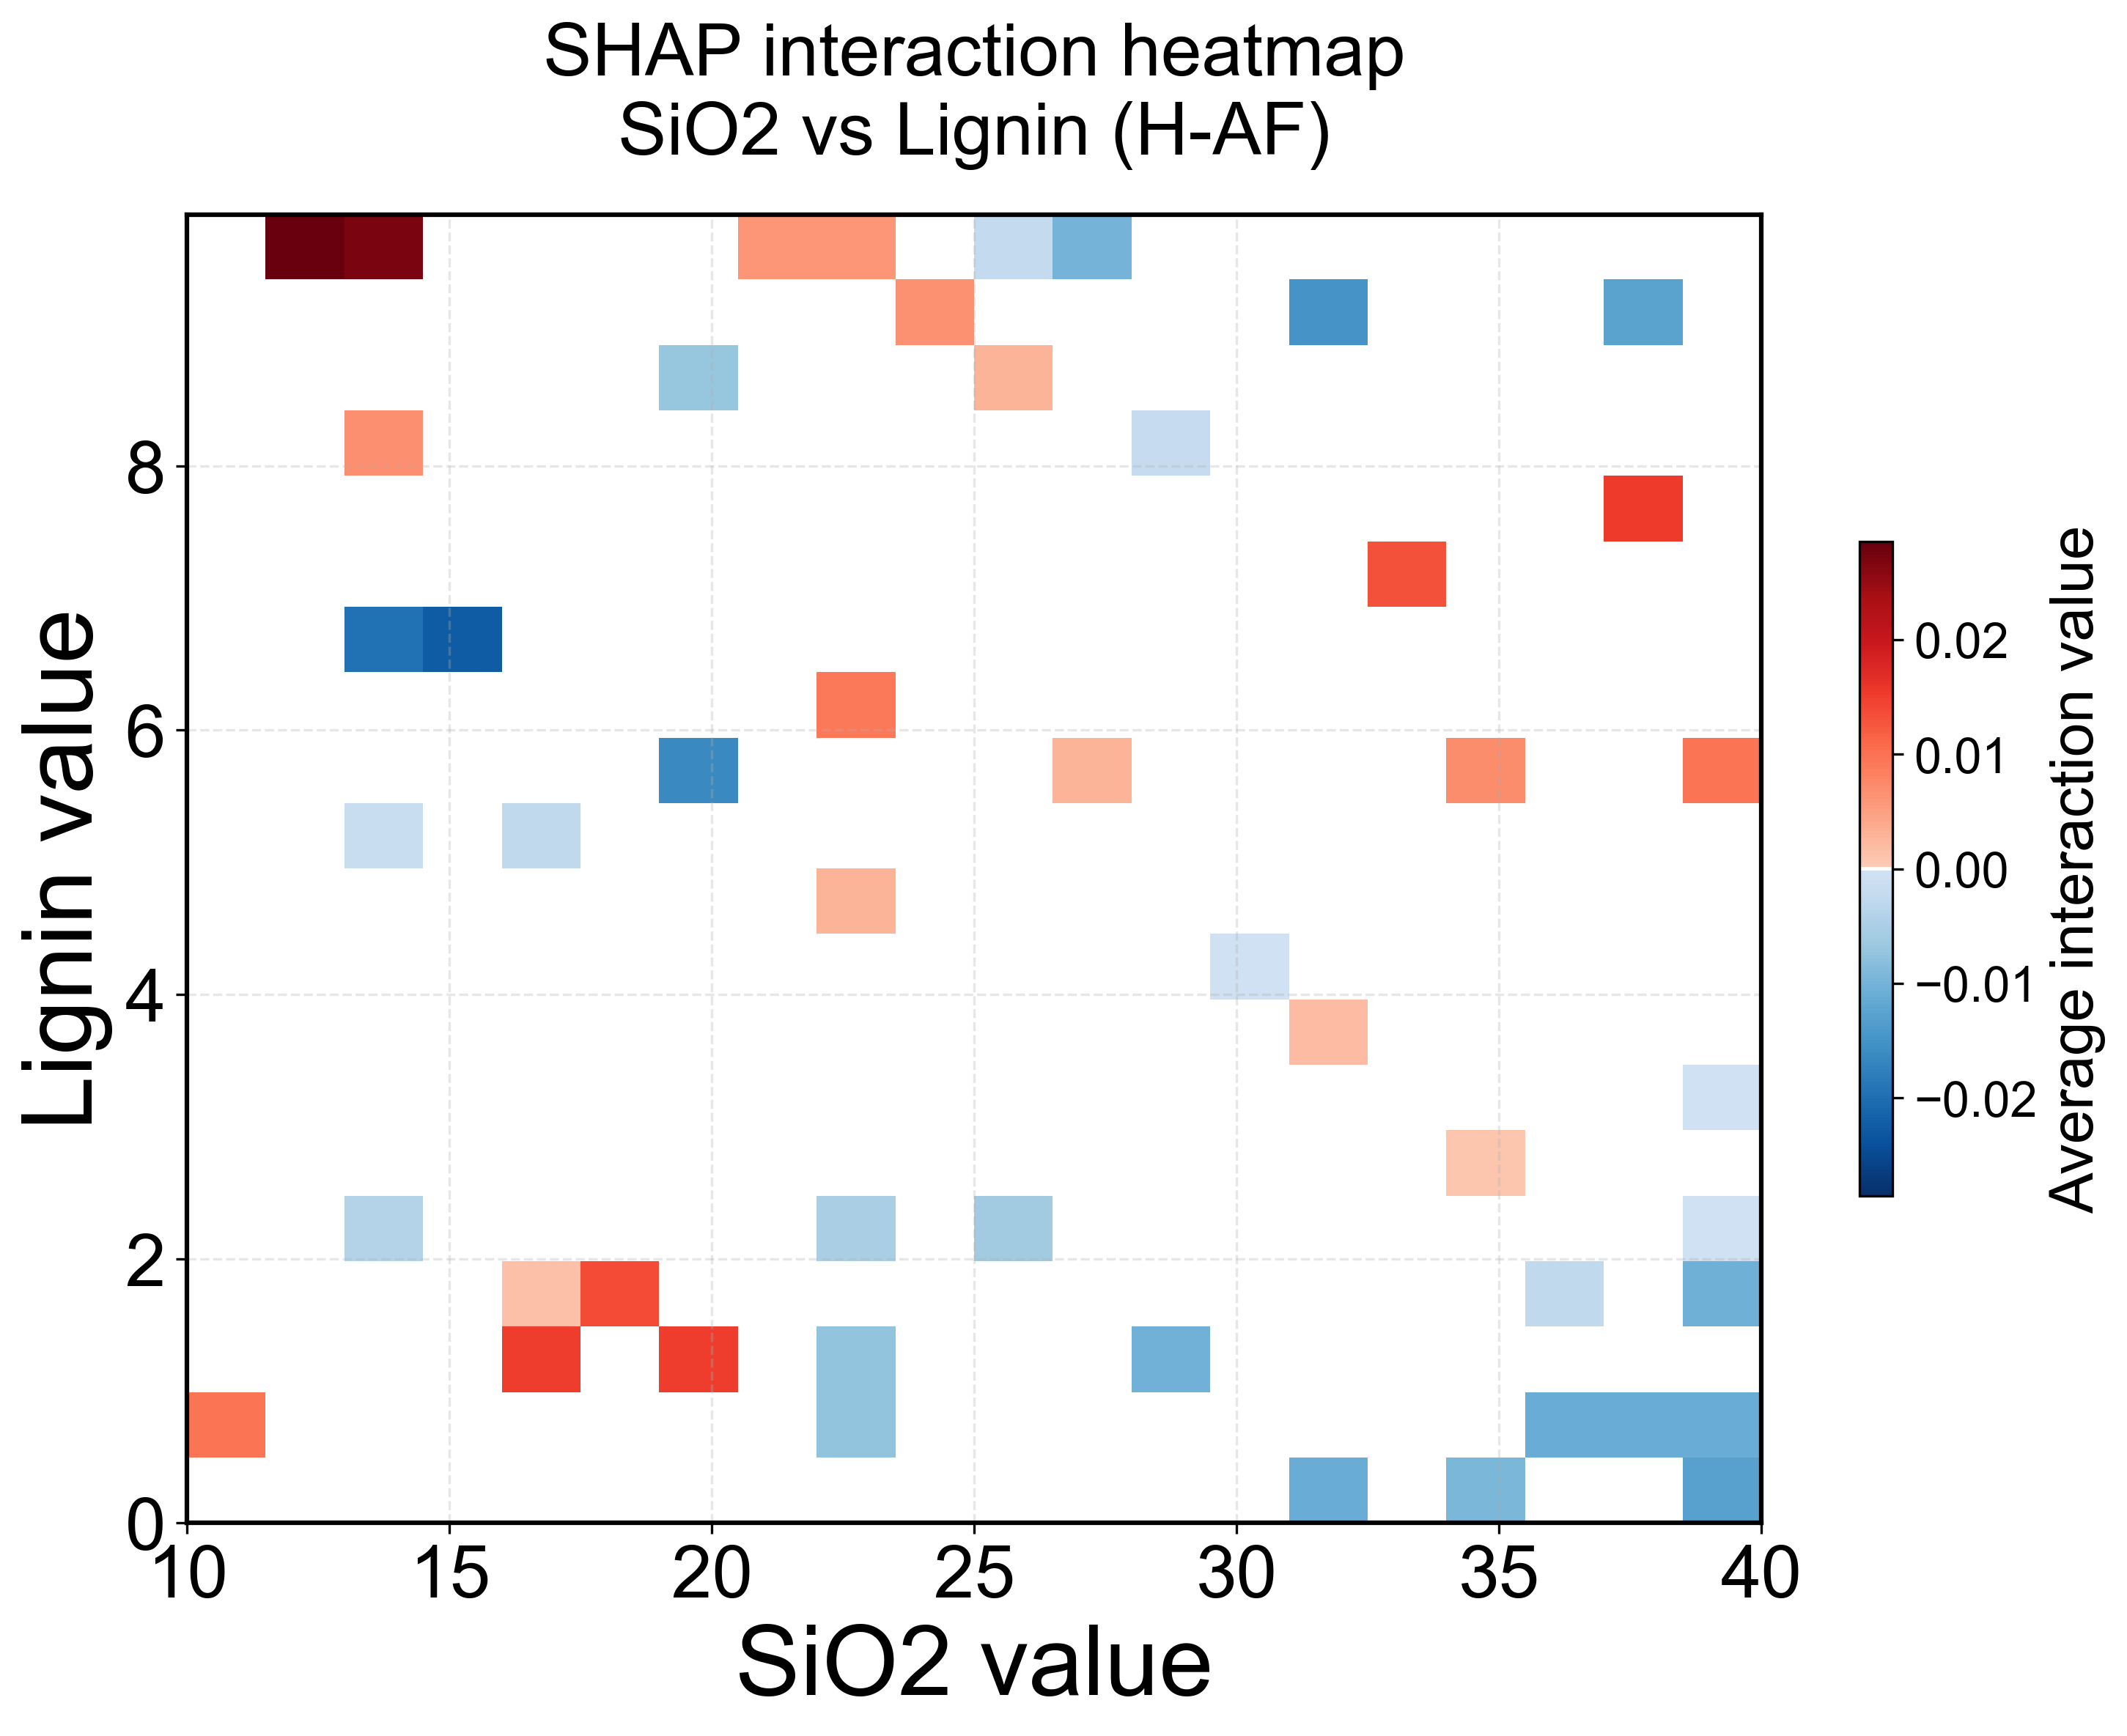 SHAP interaction heatmap
SiO2 vs Lignin (H-AF)
Lignin value
8
6
4
2
0
10 15 20 25 30 35 40
SiO2 value
0.02
0.01
0.00
−0.01
−0.02
Average interaction value